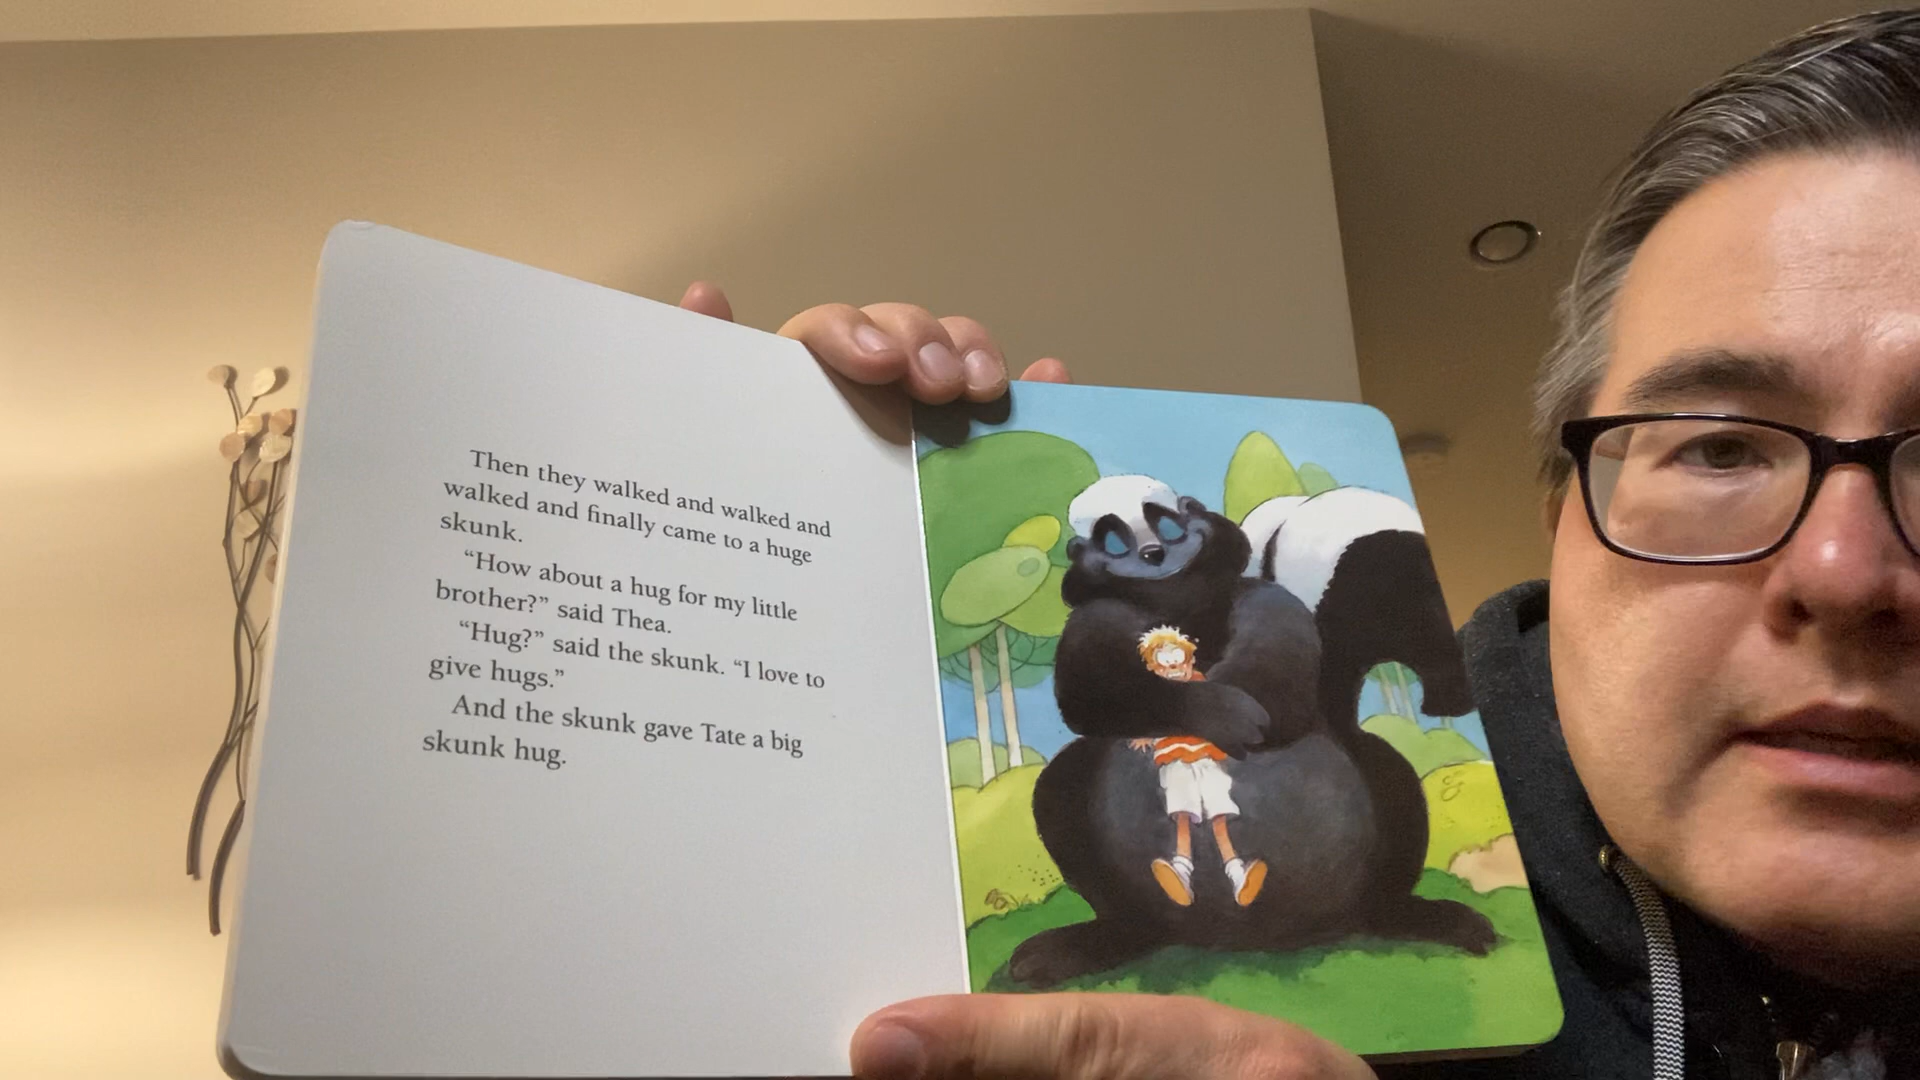 Then they walked and walked and
walked and finally came to a huge
skunk.
“How about a hug for my little
brother?” said Thea.
“Hug?” said the skunk. “I love to
give hugs.”
And the skunk gave Tate a big
skunk hug.